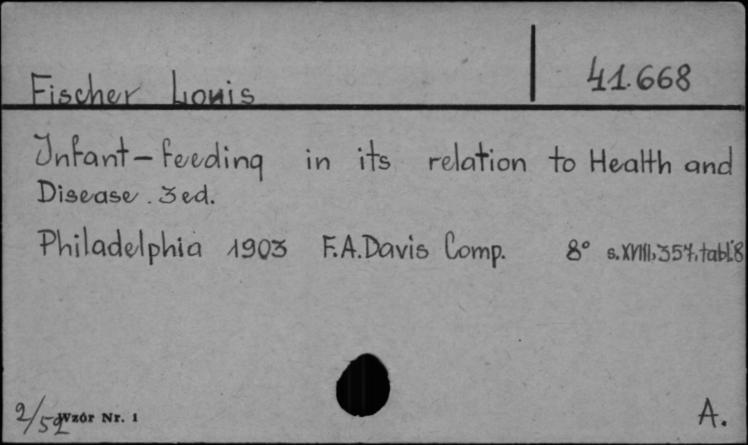 Fischer Louis 41.668
Infant-feeding in its relation to Health and
Disease. 3 ed.
Philadelphia 1903 F.A.Davis Comp. 8° s.XVIII,357,tabl.8
2/52 Wzór Nr. 1 A.